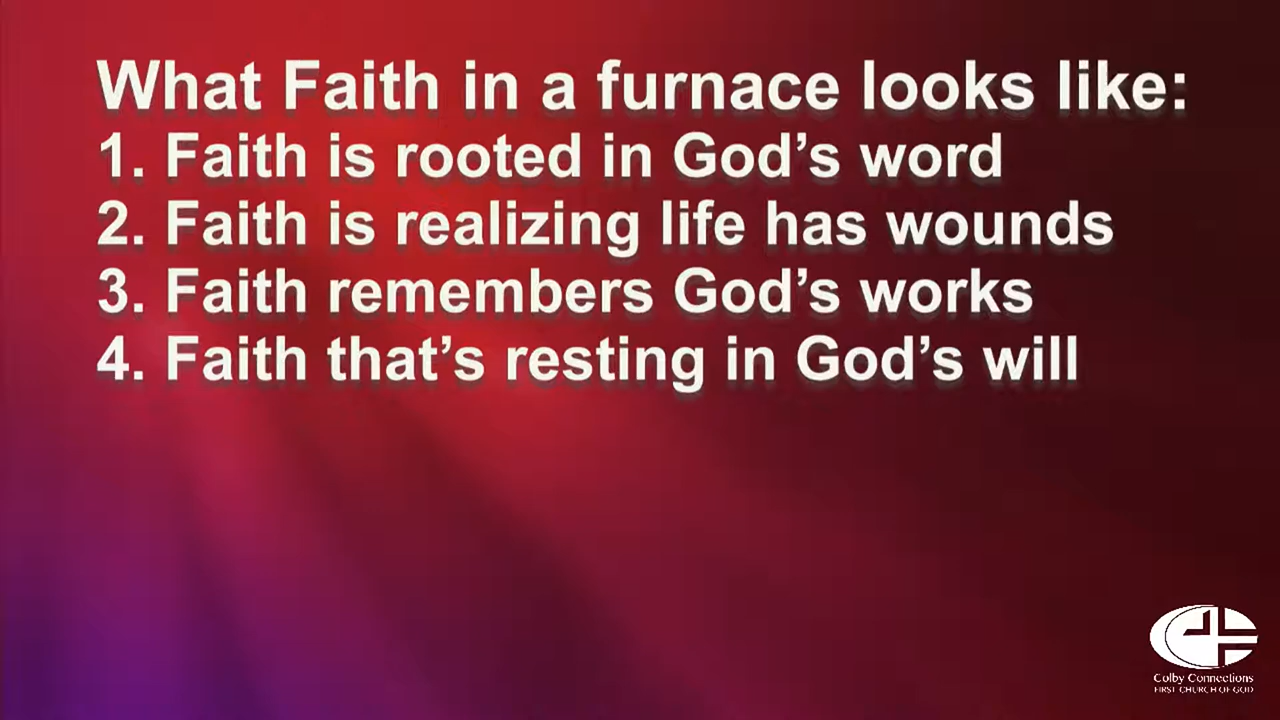 What Faith in a furnace looks like:
1. Faith is rooted in God’s word
2. Faith is realizing life has wounds
3. Faith remembers God’s works
4. Faith that’s resting in God’s will
Colby Connections
FIRST CHURCH OF GOD